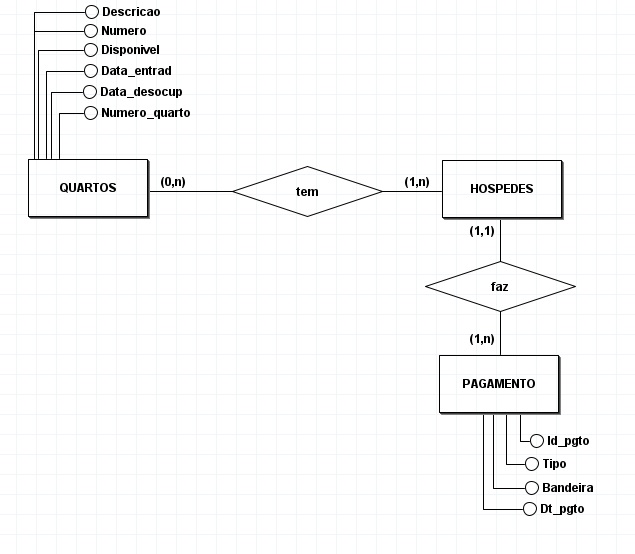 Descricao
Numero
Disponivel
Data_entrad
Data_desocup
Numero_quarto
QUARTOS
(0,n)
tem
(1,n)
HOSPEDES
(1,1)
faz
(1,n)
PAGAMENTO
Id_pgto
Tipo
Bandeira
Dt_pgto